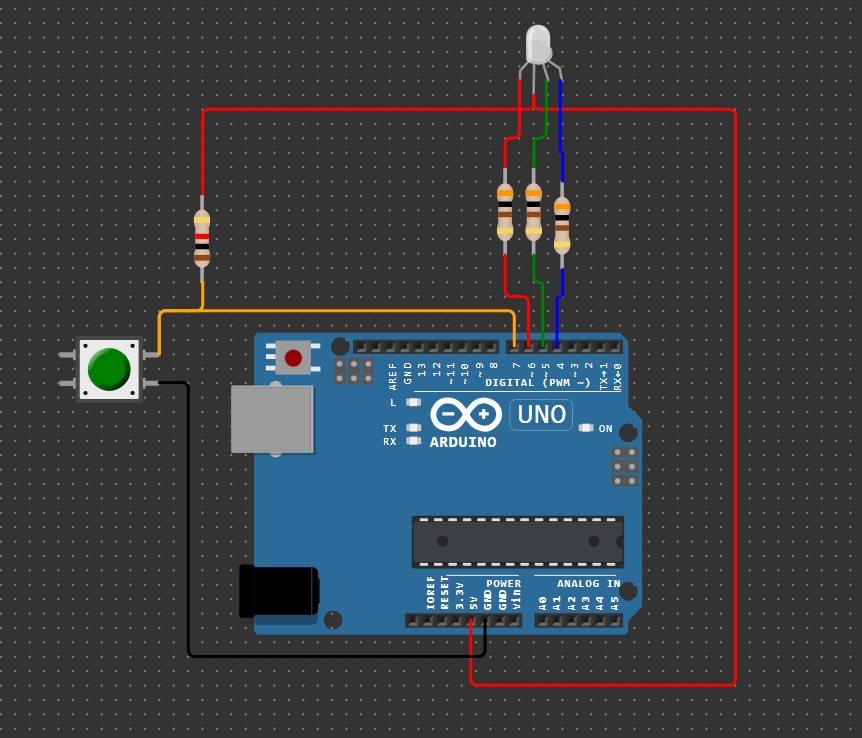 AREF GND 13 12 ~11 ~10 ~9 8 7 ~6 ~5 4 ~3 2 TX→1 RX←0
DIGITAL (PWM ~)
L
UNO
TX
RX
ON
ARDUINO
POWER
ANALOG IN
IOREF RESET 3.3V 5V GND GND Vin A0 A1 A2 A3 A4 A5